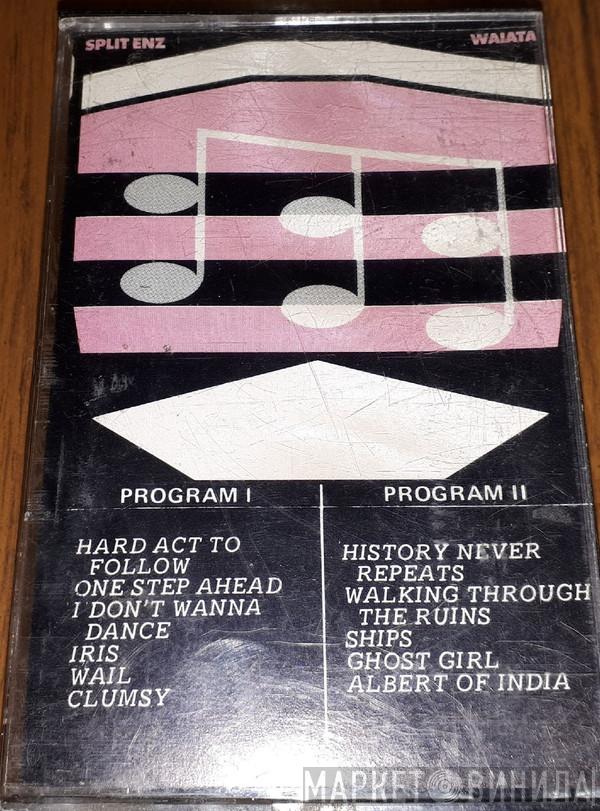 SPLIT ENZ
WAIATA
PROGRAM I
HARD ACT TO
FOLLOW
ONE STEP AHEAD
I DON'T WANNA
DANCE
IRIS
WAIL
CLUMSY
PROGRAM II
HISTORY NEVER
REPEATS
WALKING THROUGH
THE RUINS
SHIPS
GHOST GIRL
ALBERT OF INDIA
МАРКЕТ ВИНИЛА